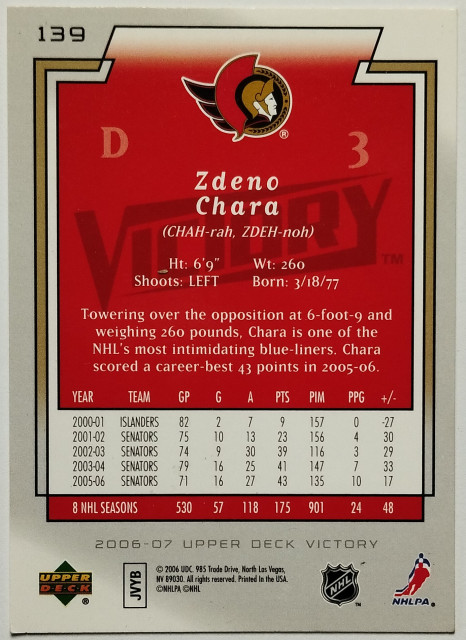 139
D 3
Zdeno
Chara
VICTORY™
(CHAH-rah, ZDEH-noh)
Ht: 6'9" Wt: 260
Shoots: LEFT Born: 3/18/77
Towering over the opposition at 6-foot-9 and
weighing 260 pounds, Chara is one of the
NHL's most intimidating blue-liners. Chara
scored a career-best 43 points in 2005-06.
YEAR TEAM GP G A PTS PIM PPG +/-
2000-01 ISLANDERS 82 2 7 9 157 0 -27
2001-02 SENATORS 75 10 13 23 156 4 30
2002-03 SENATORS 74 9 30 39 116 3 29
2003-04 SENATORS 79 16 25 41 147 7 33
2005-06 SENATORS 71 16 27 43 135 10 17
8 NHL SEASONS 530 57 118 175 901 24 48
2006-07 UPPER DECK VICTORY
UPPER
DECK®
JVYB
© 2006 UDC. 985 Trade Drive, North Las Vegas,
NV 89030. All rights reserved. Printed in the USA.
©NHLPA ©NHL
NHL™
NHLPA®